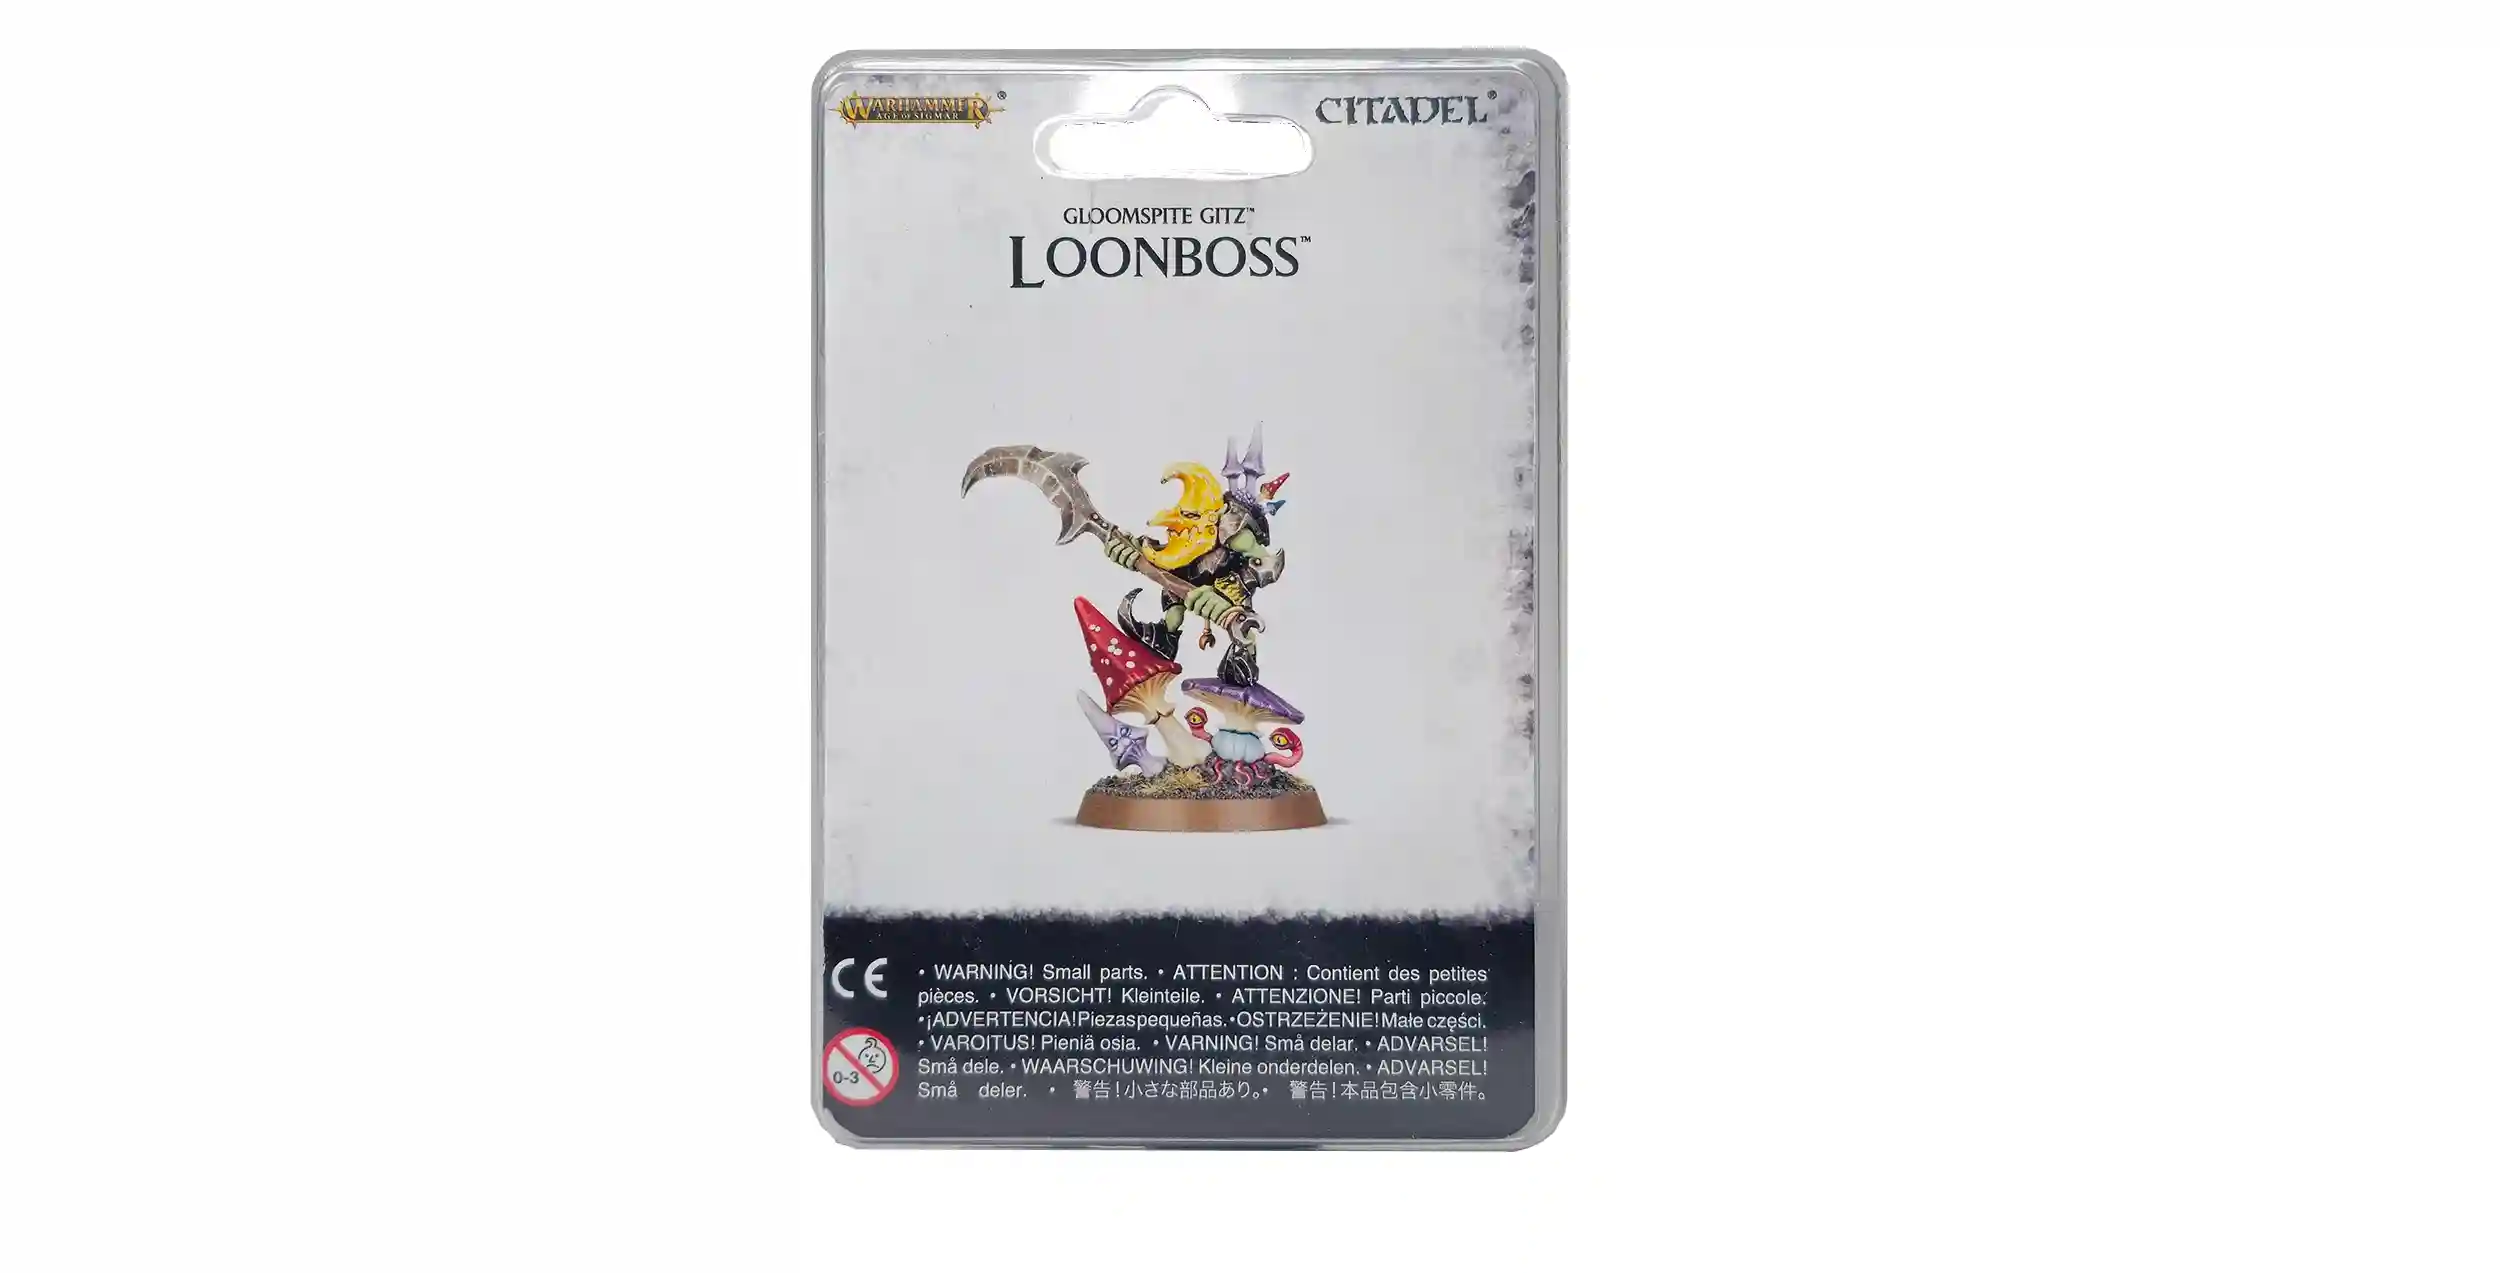 WARHAMMER®
AGE OF SIGMAR
CITADEL®
GLOOMSPITE GITZ™
LOONBOSS™
CE
• WARNING! Small parts. • ATTENTION : Contient des petites
pièces. • VORSICHT! Kleinteile. • ATTENZIONE! Parti piccole.
•¡ADVERTENCIA!Piezaspequeñas.•OSTRZEŻENIE!Małe części.
• VAROITUS! Pieniä osia. • VARNING! Små delar. • ADVARSEL!
Små dele. • WAARSCHUWING! Kleine onderdelen. • ADVARSEL!
Små deler. • 警告!小さな部品あり。• 警告!本品包含小零件。
0-3